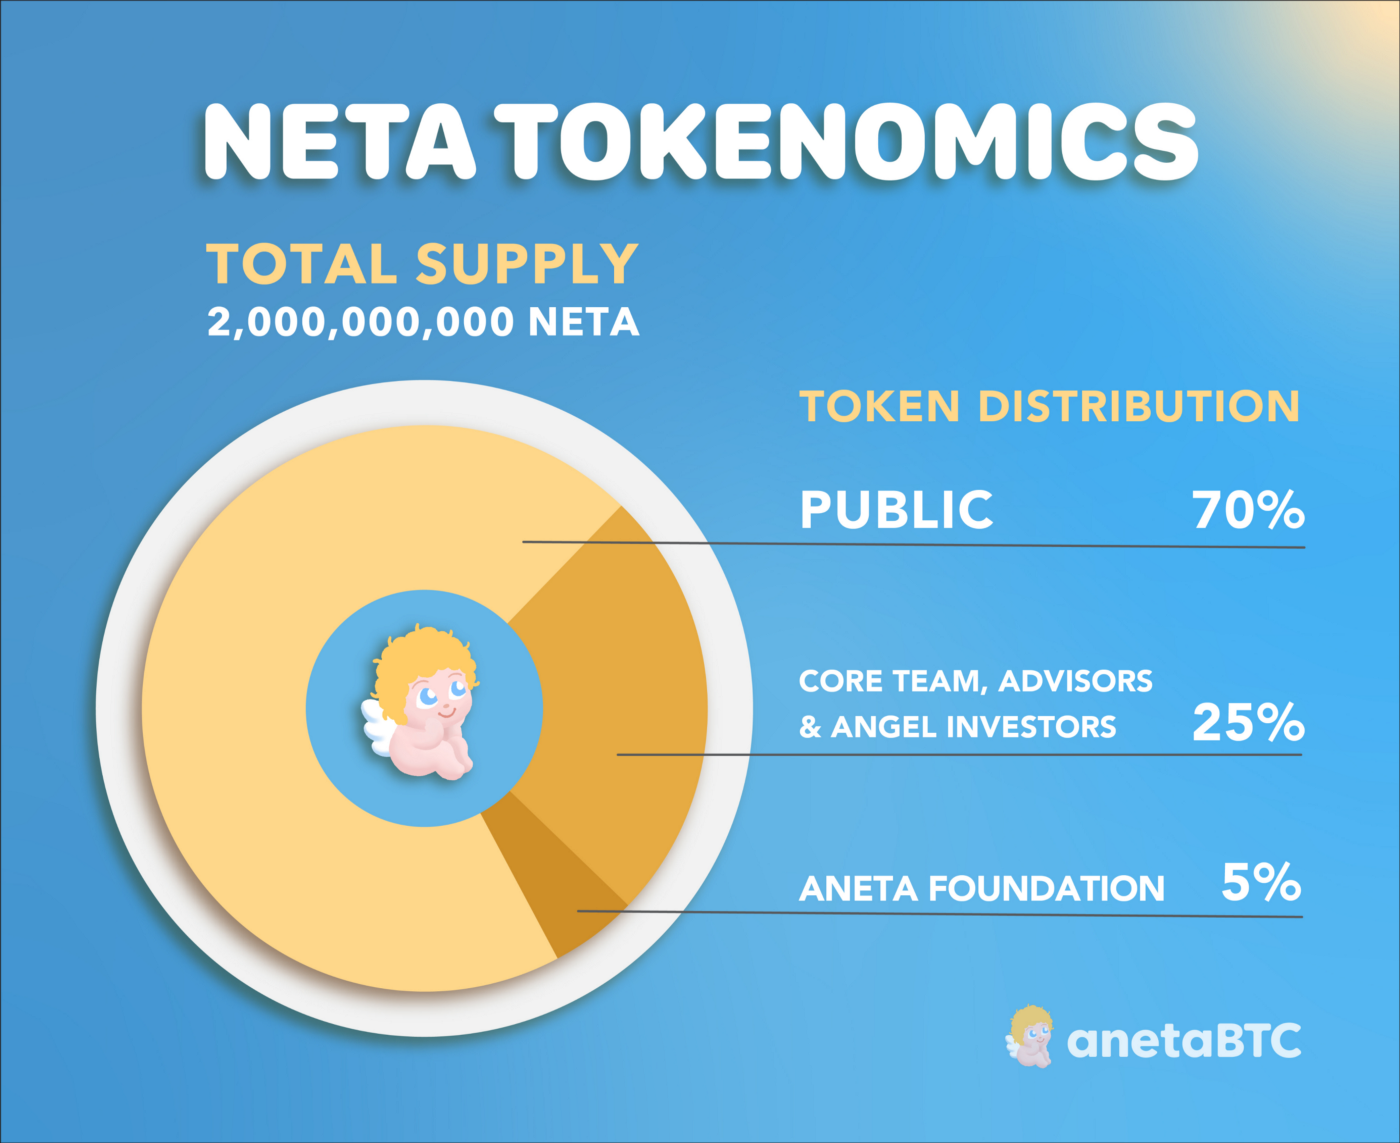 NETA TOKENOMICS
TOTAL SUPPLY
2,000,000,000 NETA
TOKEN DISTRIBUTION
PUBLIC 70%
CORE TEAM, ADVISORS
& ANGEL INVESTORS 25%
ANETA FOUNDATION 5%
anetaBTC